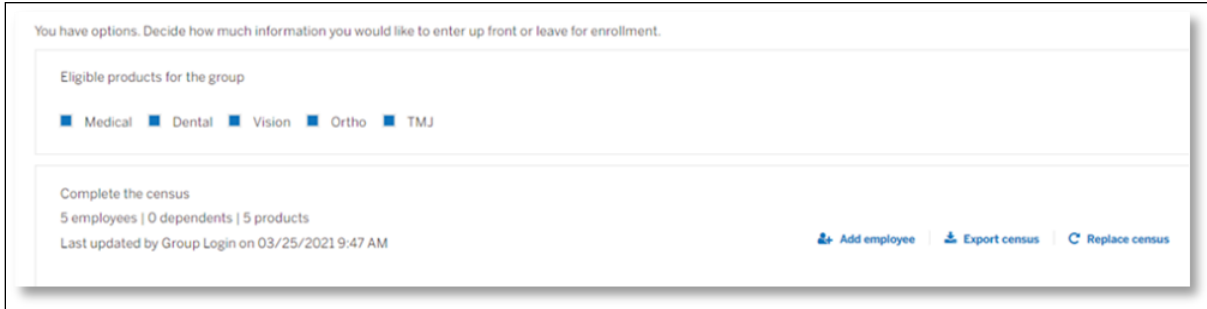 You have options. Decide how much information you would like to enter up front or leave for enrollment.
Eligible products for the group
Medical Dental Vision Ortho TMJ
Complete the census
5 employees | 0 dependents | 5 products
Last updated by Group Login on 03/25/2021 9:47 AM
Add employee Export census Replace census